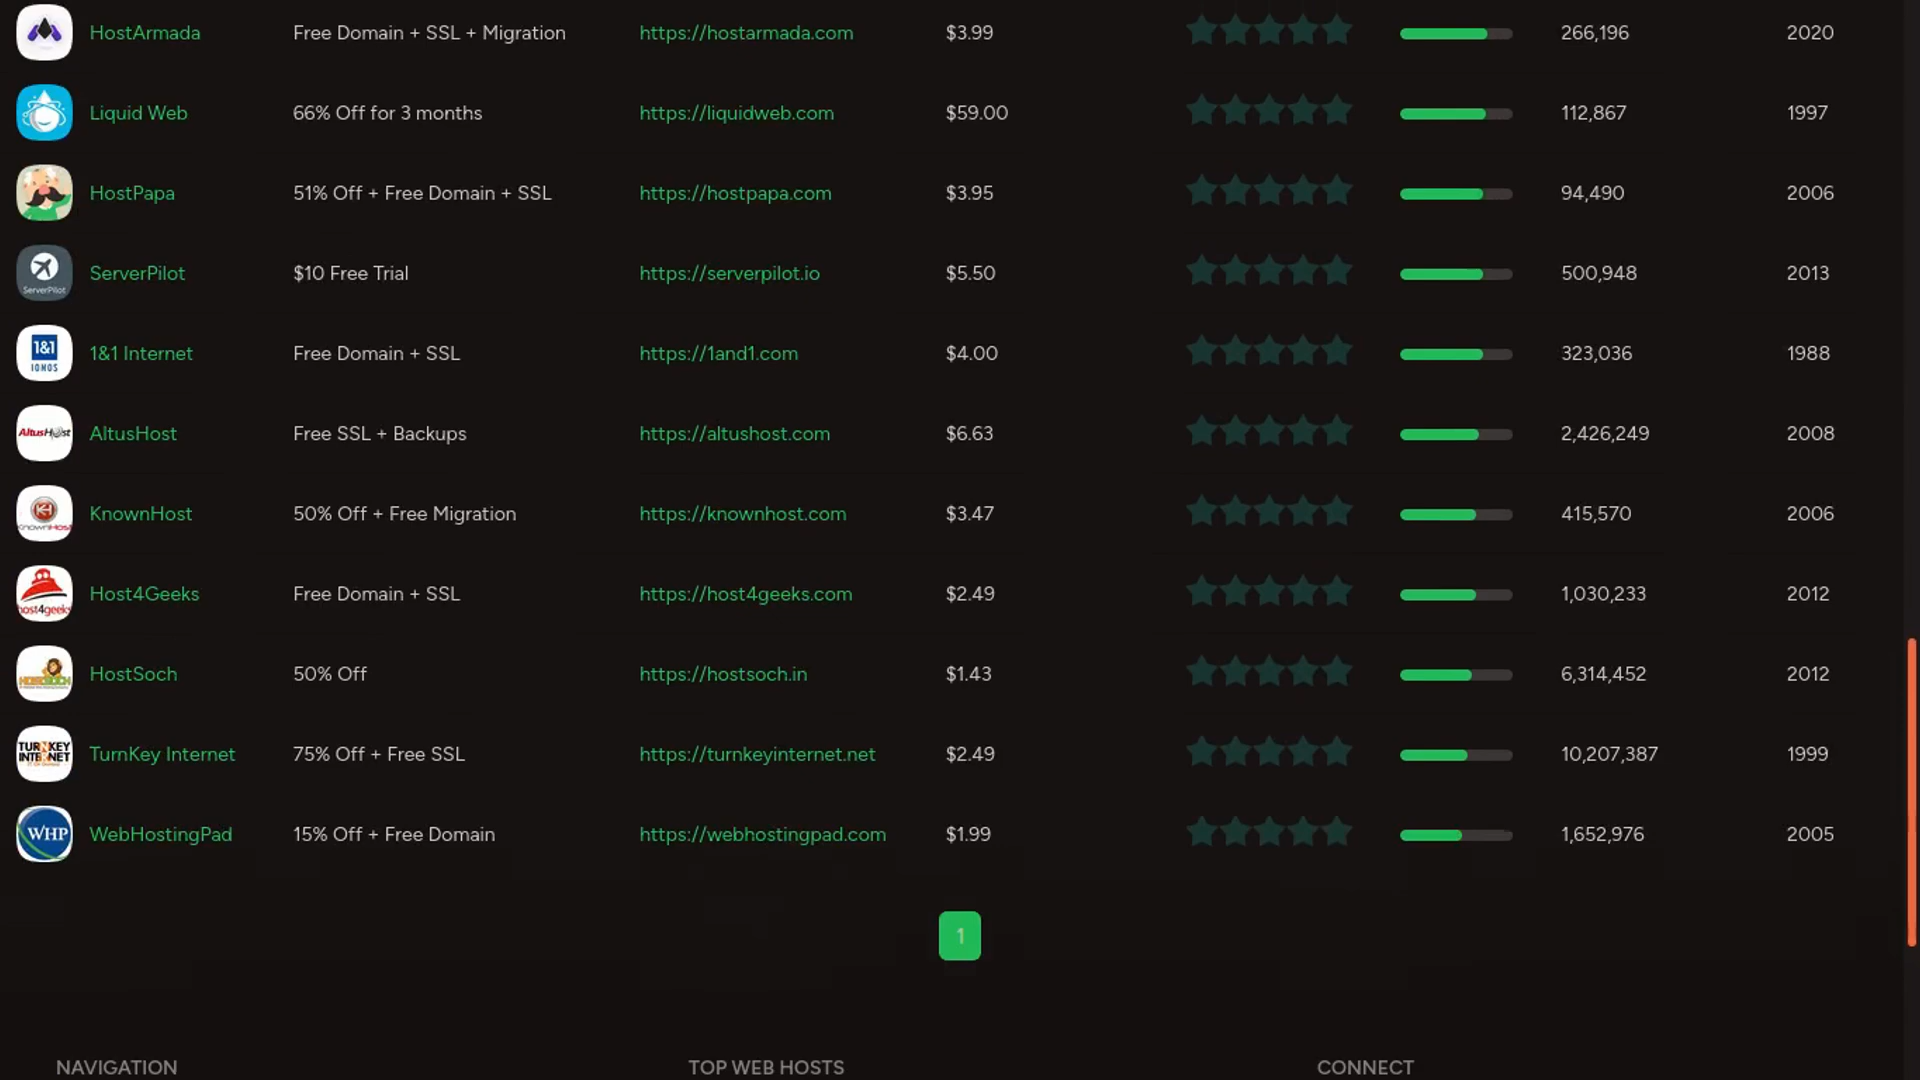 HostArmada Free Domain + SSL + Migration https://hostarmada.com $3.99 266,196 2020
Liquid Web 66% Off for 3 months https://liquidweb.com $59.00 112,867 1997
HostPapa 51% Off + Free Domain + SSL https://hostpapa.com $3.95 94,490 2006
ServerPilot ServerPilot $10 Free Trial https://serverpilot.io $5.50 500,948 2013
1&1 IONOS 1&1 Internet Free Domain + SSL https://1and1.com $4.00 323,036 1988
AltusHost AltusHost Free SSL + Backups https://altushost.com $6.63 2,426,249 2008
KH KnownHost KnownHost 50% Off + Free Migration https://knownhost.com $3.47 415,570 2006
host4geeks Host4Geeks Free Domain + SSL https://host4geeks.com $2.49 1,030,233 2012
HOSTSOCH HostSoch 50% Off https://hostsoch.in $1.43 6,314,452 2012
TURNKEY INTERNET TurnKey Internet 75% Off + Free SSL https://turnkeyinternet.net $2.49 10,207,387 1999
WHP WebHostingPad 15% Off + Free Domain https://webhostingpad.com $1.99 1,652,976 2005
1
NAVIGATION TOP WEB HOSTS CONNECT